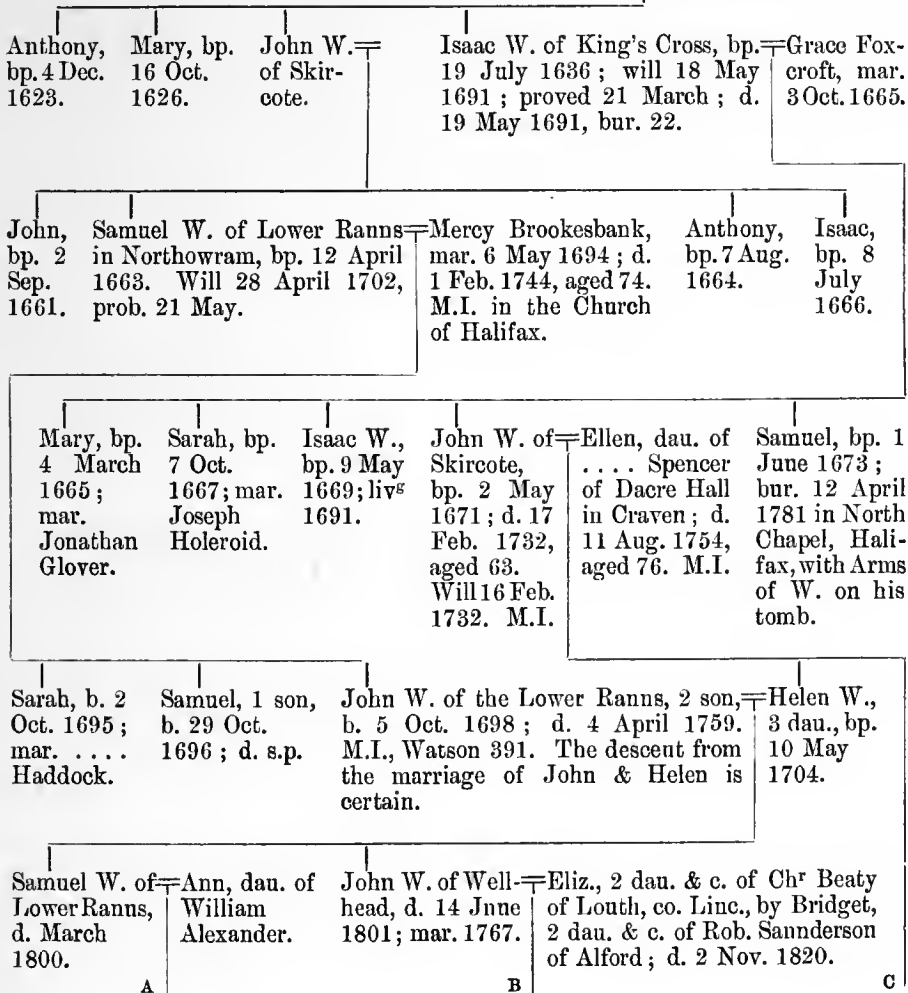 Anthony,
bp. 4 Dec.
1623.
Mary, bp.
16 Oct.
1626.
John W.
of Skir-
cote.
Isaac W. of King's Cross, bp.
19 July 1636 ; will 18 May
1691 ; proved 21 March ; d.
19 May 1691, bur. 22.
Grace Fox-
croft, mar.
3 Oct. 1665.
John,
bp. 2
Sep.
1661.
Samuel W. of Lower Ranns
in Northowram, bp. 12 April
1663. Will 28 April 1702,
prob. 21 May.
Mercy Brookesbank,
mar. 6 May 1694 ; d.
1 Feb. 1744, aged 74.
M.I. in the Church
of Halifax.
Anthony,
bp. 7 Aug.
1664.
Isaac,
bp. 8
July
1666.
Mary, bp.
4 March
1665 ;
mar.
Jonathan
Glover.
Sarah, bp.
7 Oct.
1667; mar.
Joseph
Holeroid.
Isaac W.,
bp. 9 May
1669; livg
1691.
John W. of
Skircote,
bp. 2 May
1671; d. 17
Feb. 1732,
aged 63.
Will 16 Feb.
1732. M.I.
Ellen, dau. of
.... Spencer
of Dacre Hall
in Craven ; d.
11 Aug. 1754,
aged 76. M.I.
Samuel, bp. 1
June 1673 ;
bur. 12 April
1781 in North
Chapel, Hali-
fax, with Arms
of W. on his
tomb.
Sarah, b. 2
Oct. 1695 ;
mar. ....
Haddock.
Samuel, 1 son,
b. 29 Oct.
1696 ; d. s.p.
John W. of the Lower Ranns, 2 son,
b. 5 Oct. 1698 ; d. 4 April 1759.
M.I., Watson 391. The descent from
the marriage of John & Helen is
certain.
Helen W.,
3 dau., bp.
10 May
1704.
Samuel W. of
Lower Ranns,
d. March
1800.
Ann, dau. of
William
Alexander.
John W. of Well-
head, d. 14 June
1801; mar. 1767.
Eliz., 2 dau. & c. of Chr Beaty
of Louth, co. Linc., by Bridget,
2 dau. & c. of Rob. Saunderson
of Alford ; d. 2 Nov. 1820.
A
B
C